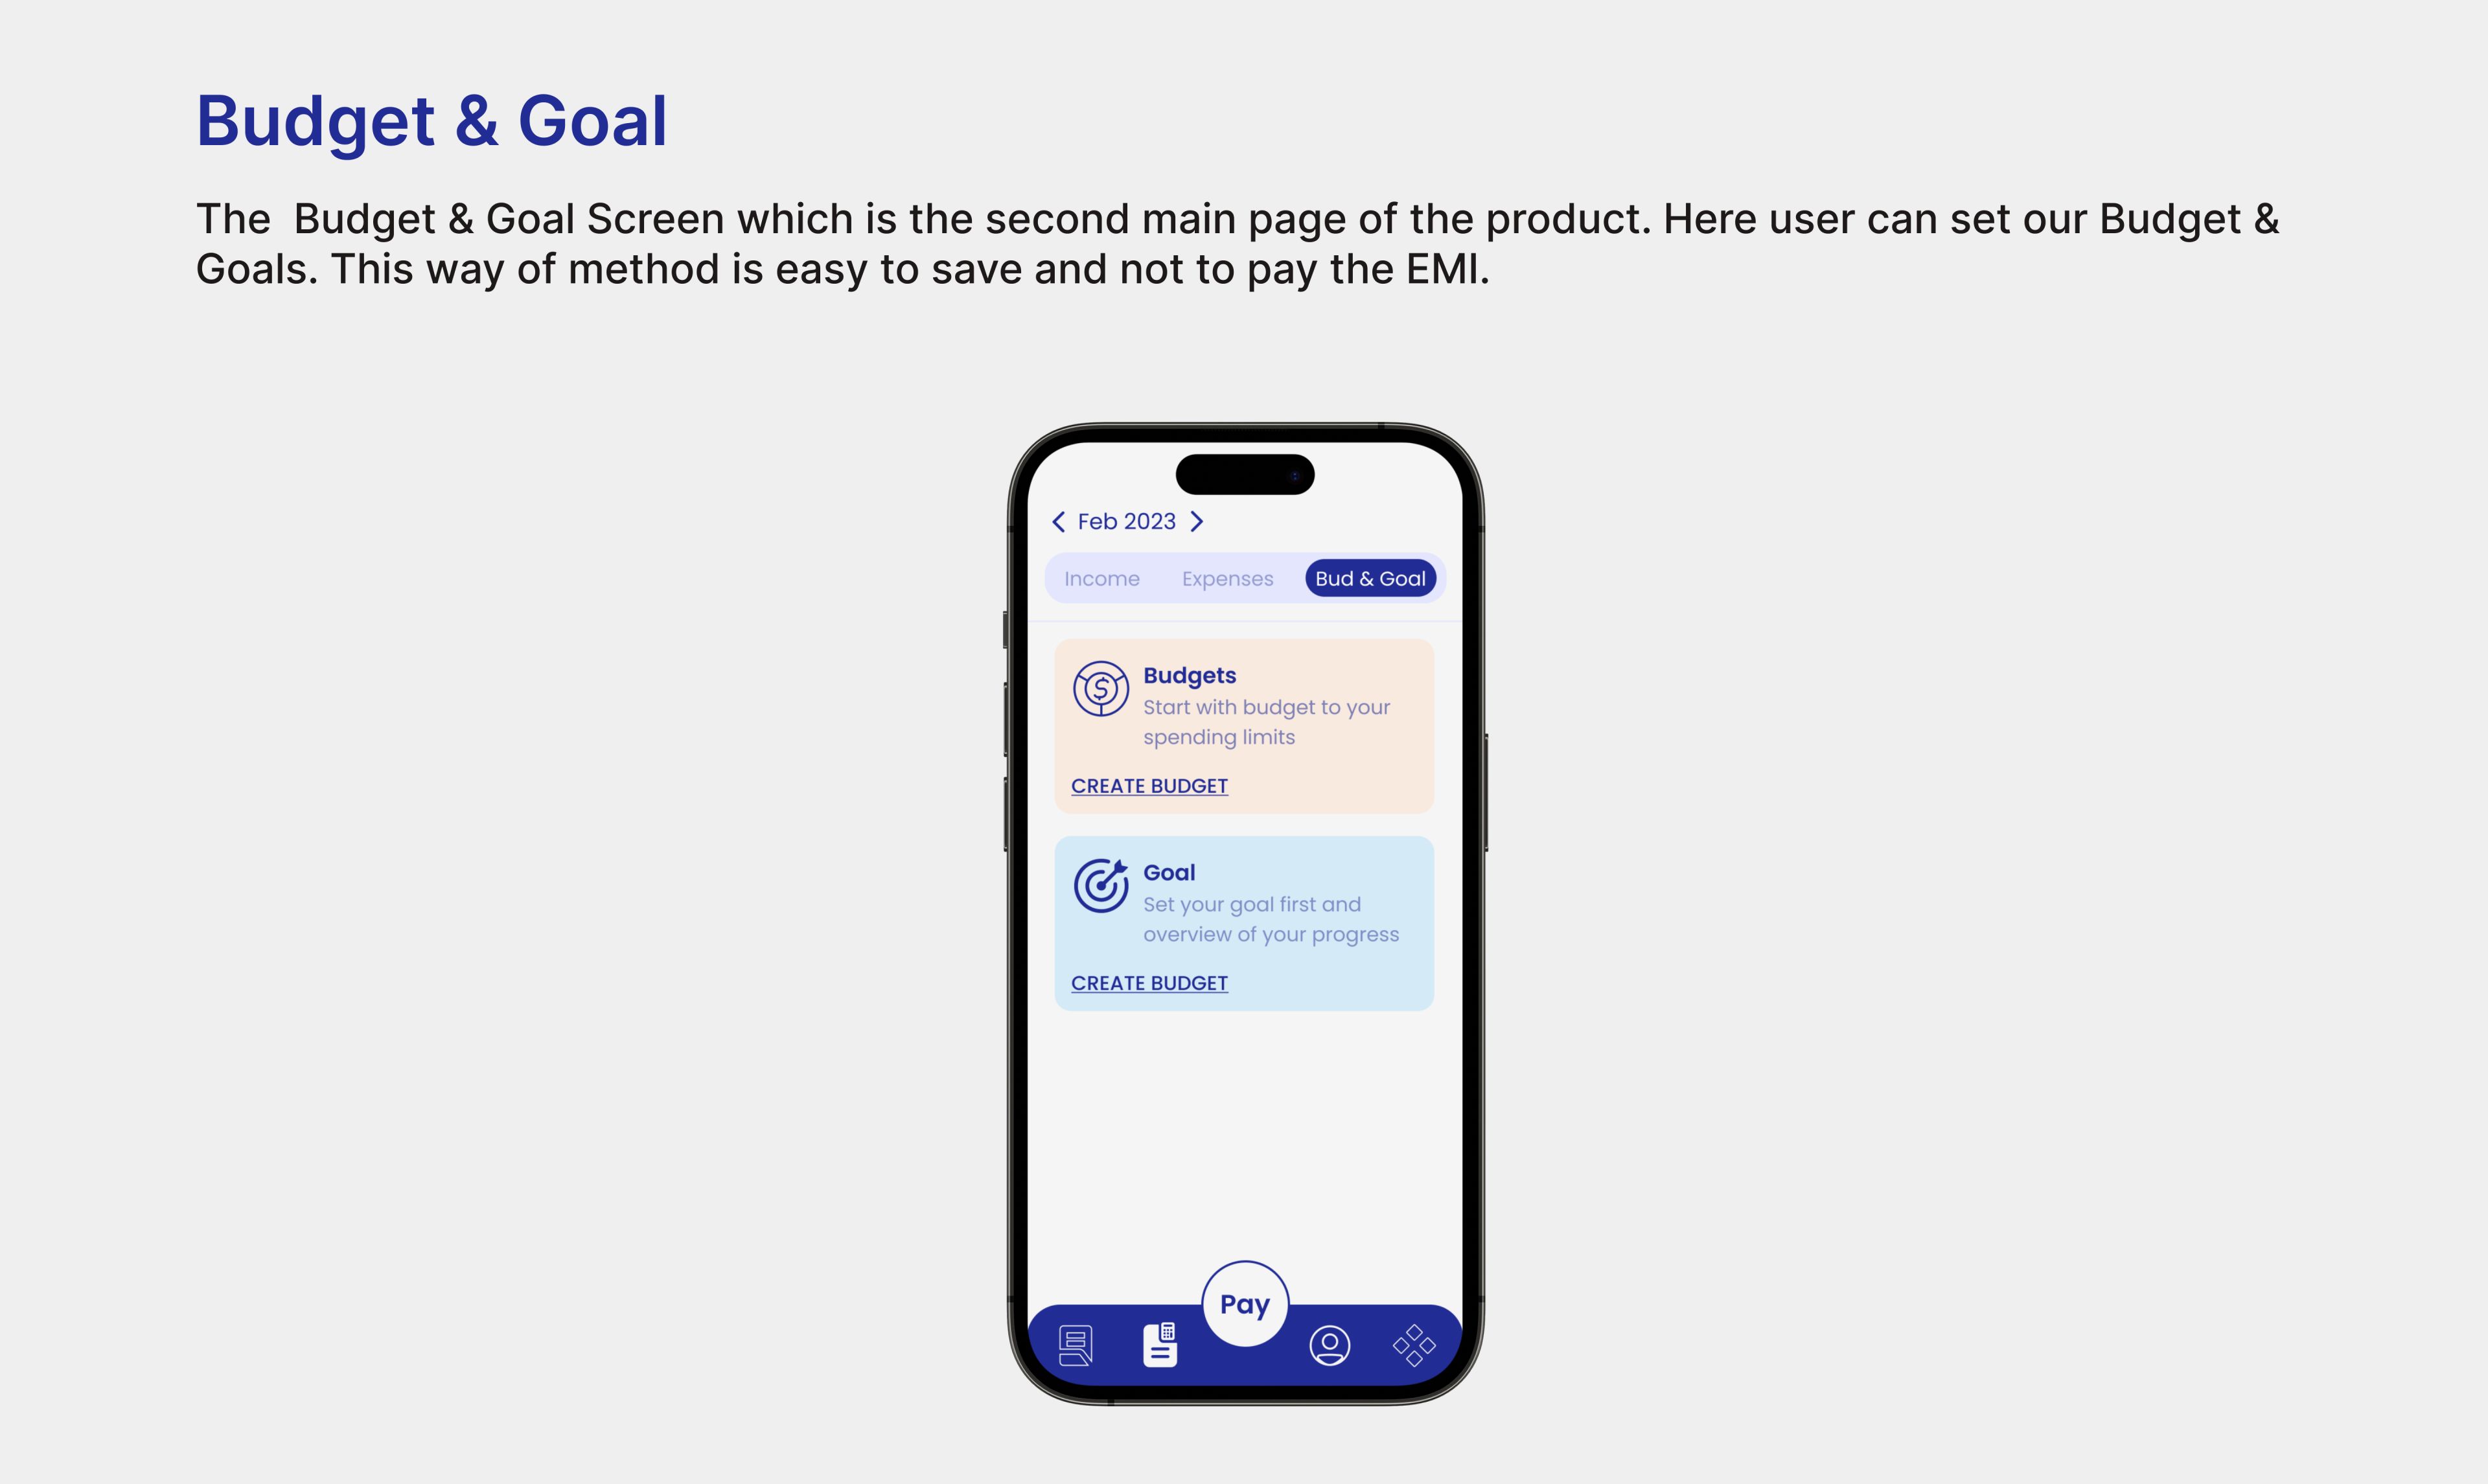 Budget & Goal
The  Budget & Goal Screen which is the second main page of the product. Here user can set our Budget &
Goals. This way of method is easy to save and not to pay the EMI.
Feb 2023
Income Expenses Bud & Goal
Budgets
Start with budget to your
spending limits
CREATE BUDGET
Goal
Set your goal first and
overview of your progress
CREATE BUDGET
Pay